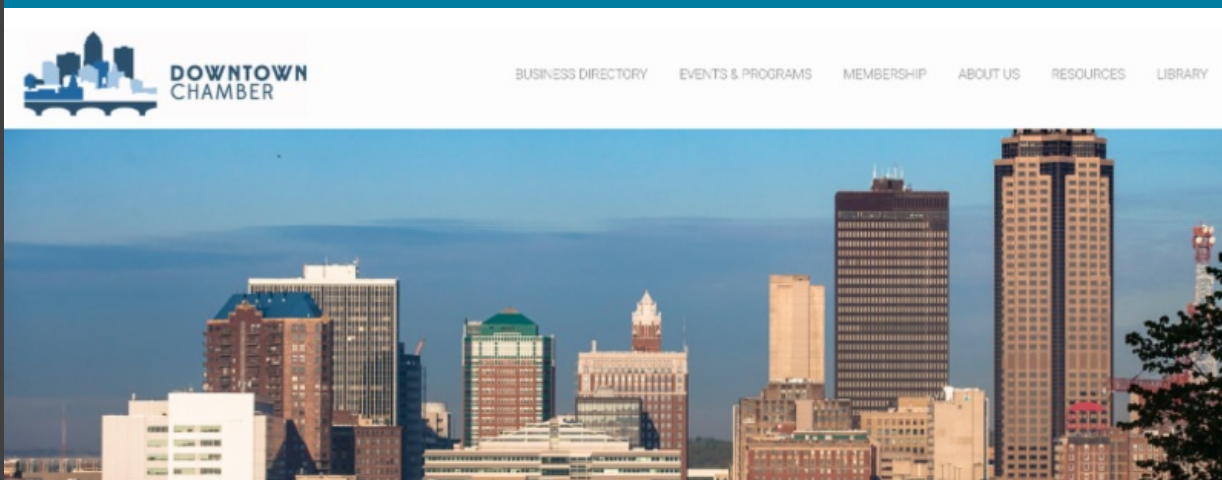 DOWNTOWN
CHAMBER
BUSINESS DIRECTORY EVENTS & PROGRAMS MEMBERSHIP ABOUT US RESOURCES LIBRARY